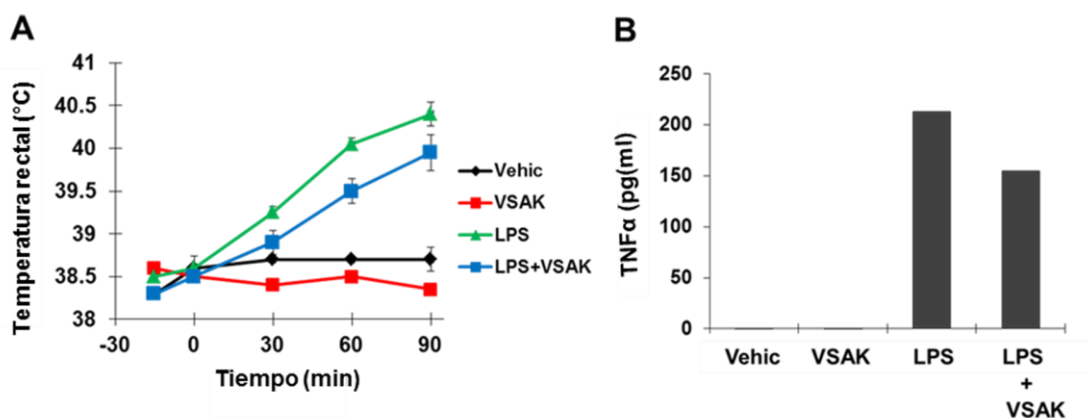 A
Temperatura rectal (°C)
41
40.5
40
39.5
39
38.5
38
-30
0
30
60
90
Tiempo (min)
Vehic
VSAK
LPS
LPS+VSAK
B
TNFα (pg(ml)
250
200
150
100
50
0
Vehic
VSAK
LPS
LPS
+
VSAK